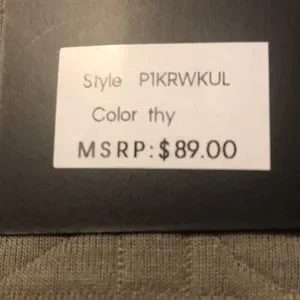 Style P1KRWKUL
Color thy
MSRP:$89.00